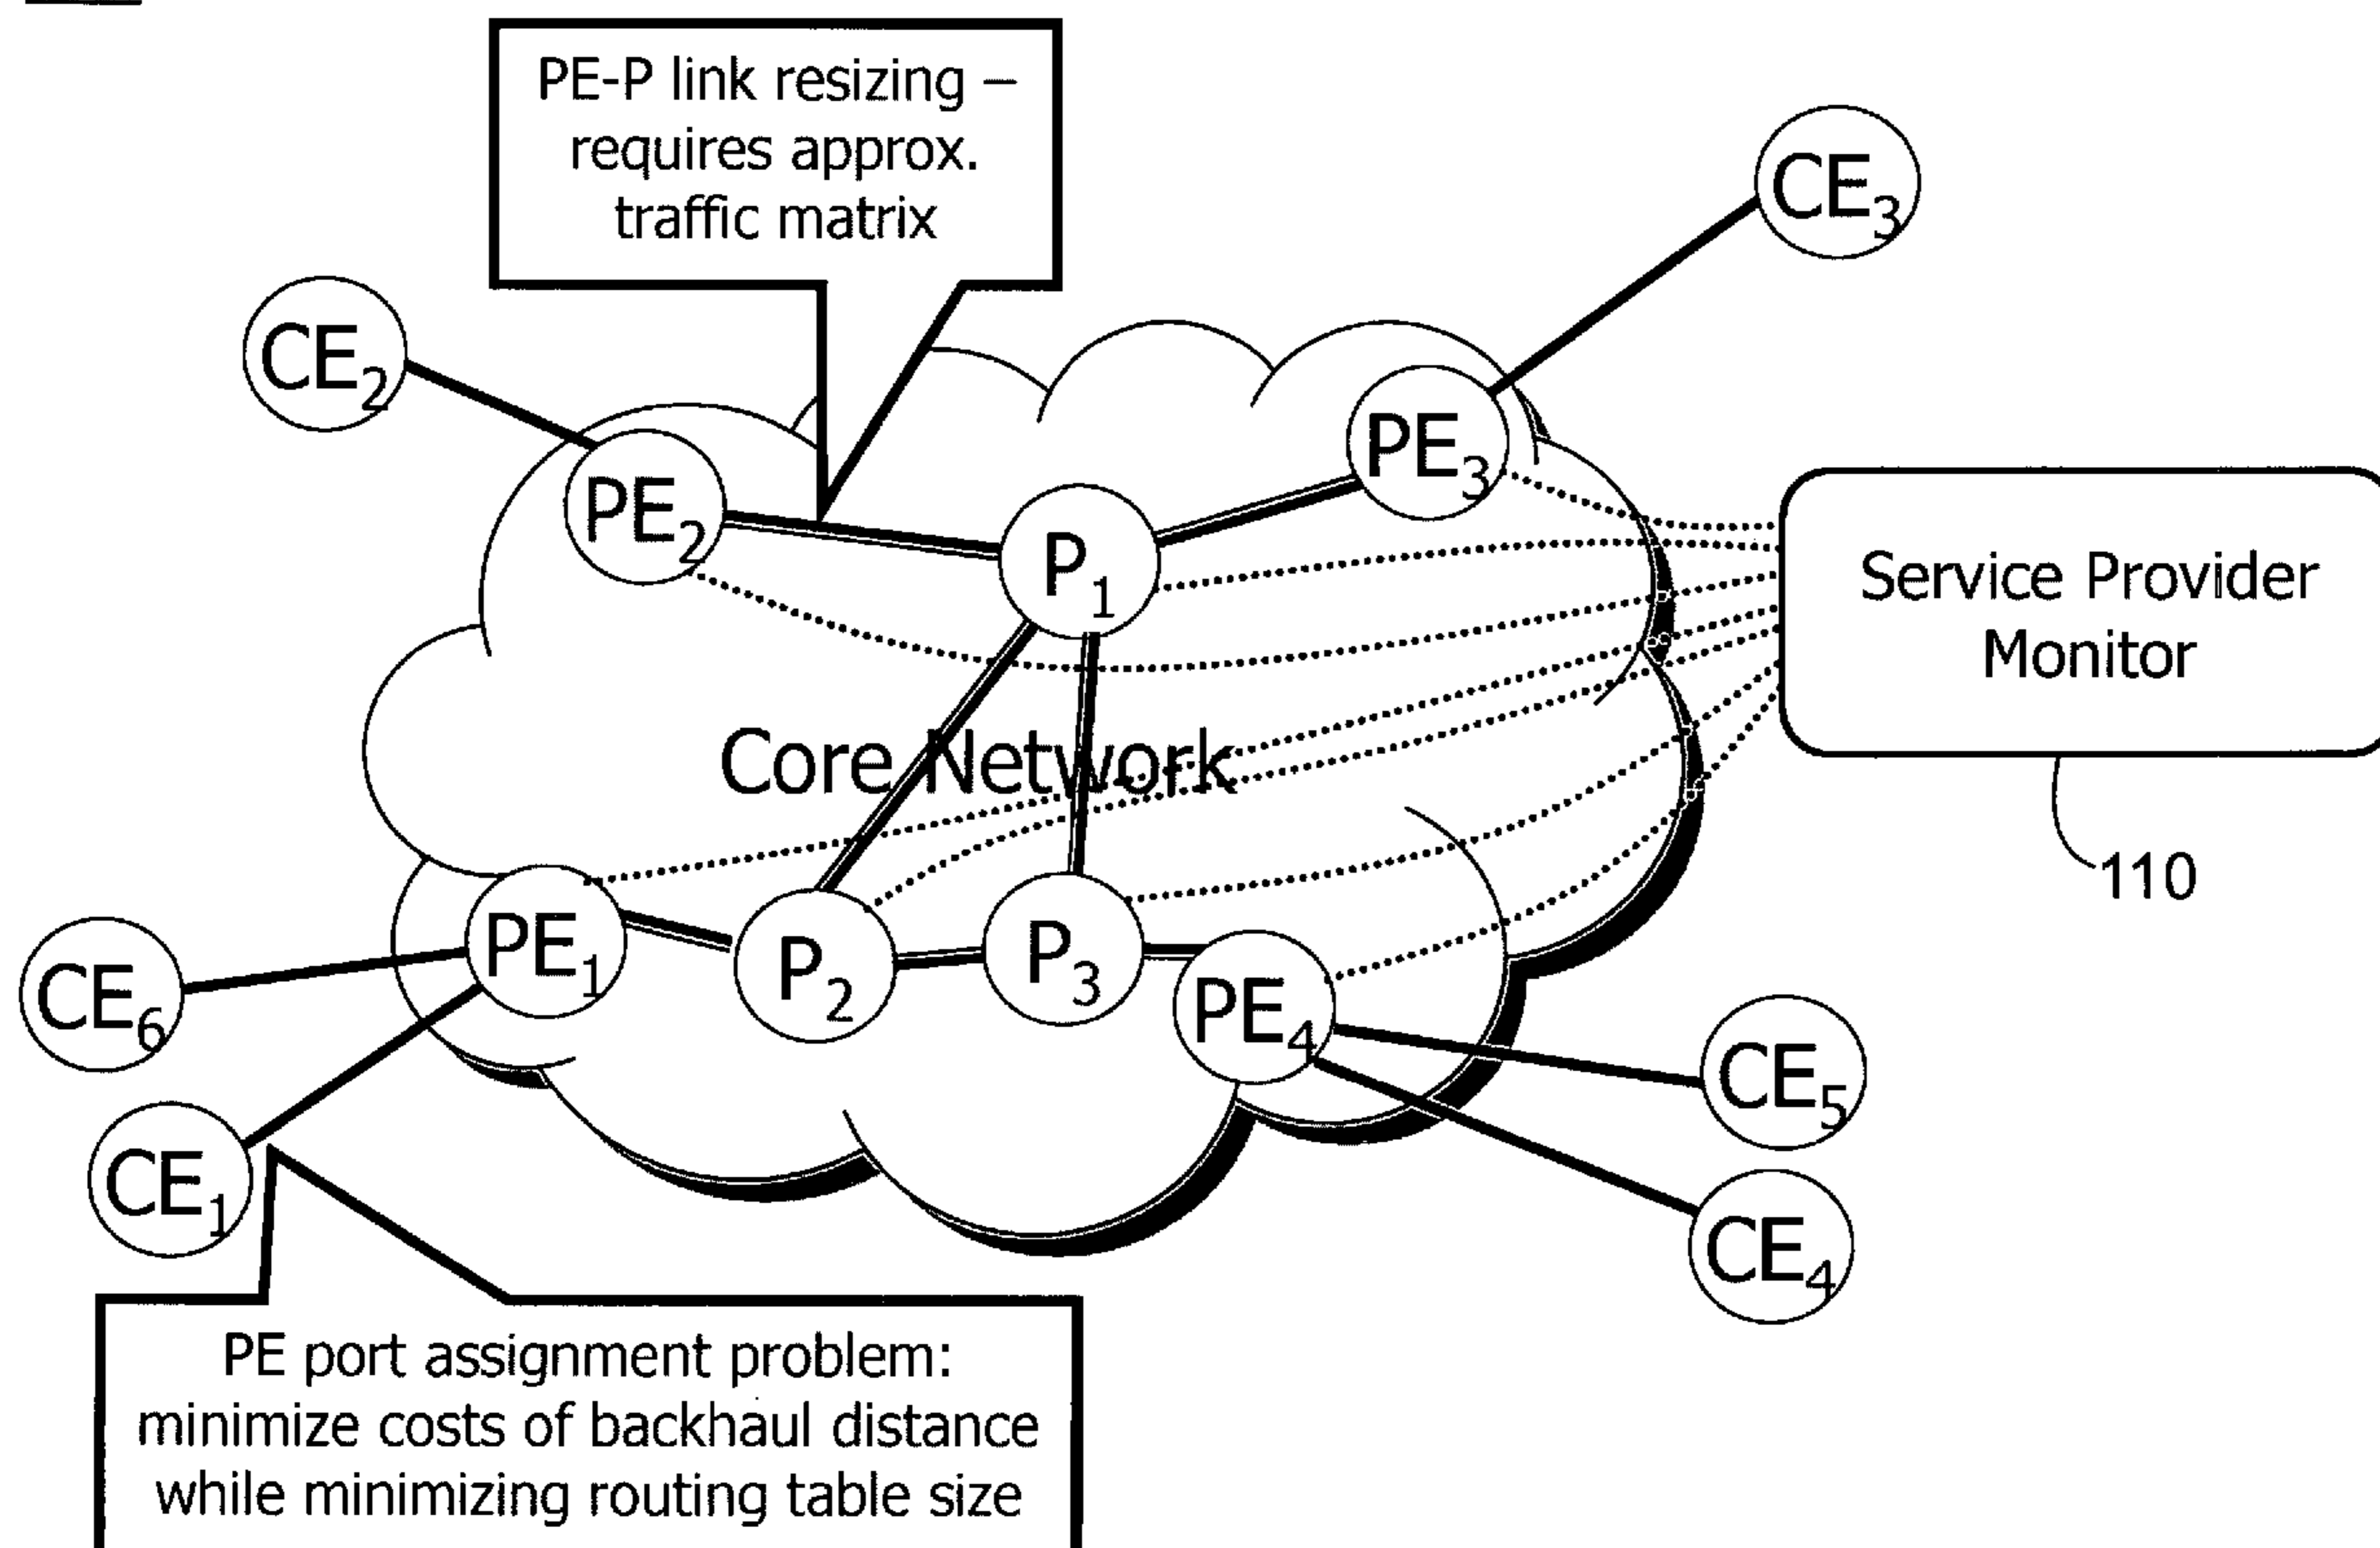 PE-P link resizing –
requires approx.
traffic matrix
CE3
CE2
PE3
PE2
P1
Service Provider
Monitor
Core Network
110
PE1
P2
P3
CE6
PE4
CE5
CE1
CE4
PE port assignment problem:
minimize costs of backhaul distance
while minimizing routing table size